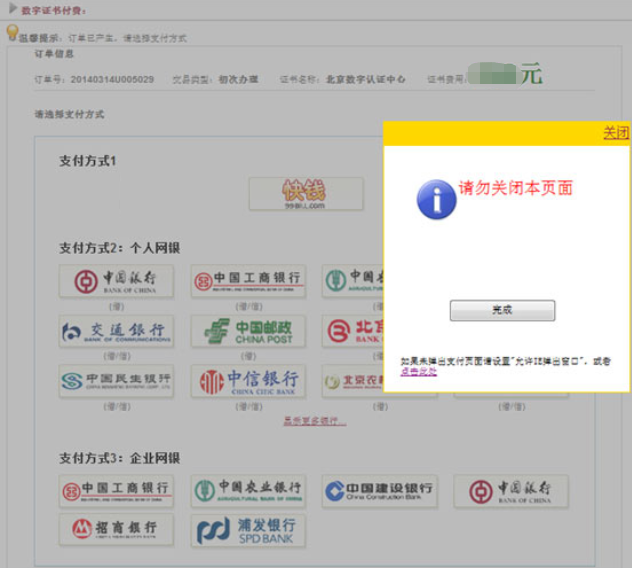 数字证书付费:
温馨提示: 订单已产生, 请选择支付方式
订单信息
订单号: 20140314U005029 交易类型: 初次办理 证书名称: 北京数字认证中心 证书费用: 元
请选择支付方式
关闭
请勿关闭本页面
完成
如果未弹出支付页面请设置"允许IE弹出窗口", 或者
点击此处
支付方式1
快钱
99BILL.com
支付方式2: 个人网银
中国银行 中国工商银行 中国
BANK OF CHINA
(借) (借/信)
交通银行 中国邮政 北京
BANK OF COMMUNICATIONS CHINA POST BANK
(借/信) (借)
中国民生银行 中信银行 北京农
CHINA CITIC BANK
(借/信) (借/信) (借) (借)
显示更多银行...
支付方式3: 企业网银
中国工商银行 中国农业银行 中国建设银行 中国银行
AGRICULTURAL BANK OF CHINA China Construction Bank BANK OF CHINA
招商银行 浦发银行
SPD BANK